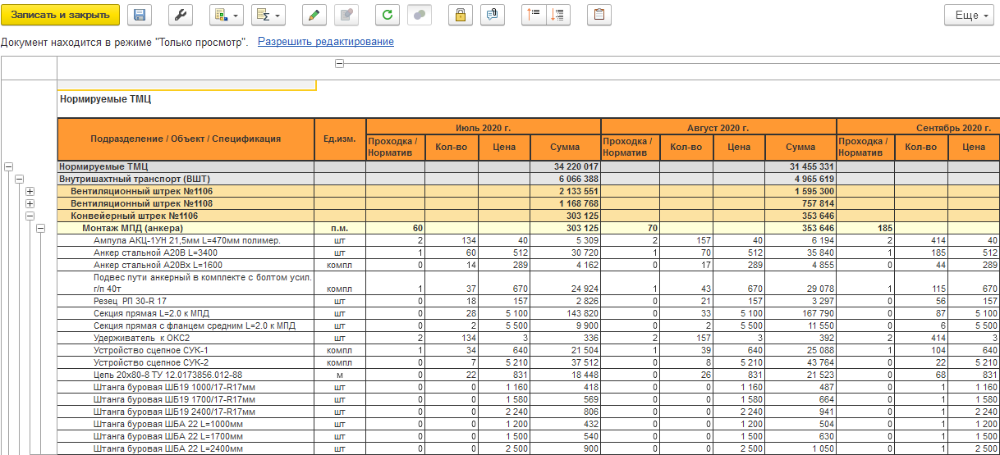 Записать и закрыть Еще
Документ находится в режиме "Только просмотр". Разрешить редактирование
Нормируемые ТМЦ
Подразделение / Объект / Спецификация Ед.изм. Июль 2020 г. Август 2020 г. Сентябрь 2020 г.
Проходка / Норматив Кол-во Цена Сумма Проходка / Норматив Кол-во Цена Сумма Проходка / Норматив Кол-во Цена
Нормируемые ТМЦ 34 220 017 31 455 331
Внутришахтный транспорт (ВШТ) 6 066 388 4 965 619
Вентиляционный штрек №1106 2 133 551 1 595 300
Вентиляционный штрек №1108 1 168 768 757 814
Конвейерный штрек №1106 303 125 353 646
Монтаж МПД (анкера) п.м. 60 303 125 70 353 646 185
Ампула АКЦ-1УН 21,5мм L=470мм полимер. шт 2 134 40 5 309 2 157 40 6 194 2 414 40
Анкер стальной А20В L=3400 шт 1 60 512 30 720 1 70 512 35 840 1 185 512
Анкер стальной А20Вх L=1600 компл 0 14 289 4 162 0 17 289 4 855 0 44 289
Подвес пути анкерный в комплекте с болтом усил.
г/п 40т компл 1 37 670 24 924 1 43 670 29 078 1 115 670
Резец РП 30-R 17 шт 0 18 157 2 826 0 21 157 3 297 0 56 157
Секция прямая L=2.0 к МПД шт 0 28 5 100 143 820 0 33 5 100 167 790 0 87 5 100
Секция прямая с фланцем средним L=2.0 к МПД шт 0 2 5 500 9 900 0 2 5 500 11 550 0 6 5 500
Удерживатель к ОКС2 шт 2 134 3 336 2 157 3 392 2 414 3
Устройство сцепное СУК-1 компл 1 34 640 21 504 1 39 640 25 088 1 104 640
Устройство сцепное СУК-2 компл 0 7 5 210 37 512 0 8 5 210 43 764 0 22 5 210
Цепь 20х80-8 ТУ 12.0173856.012-88 м 0 22 831 18 448 0 26 831 21 523 0 68 831
Штанга буровая ШБ19 1000/17-R17мм шт 0 0 1 160 418 0 0 1 160 487 0 1 1 160
Штанга буровая ШБ19 1700/17-R17мм шт 0 0 1 580 569 0 0 1 580 664 0 1 1 580
Штанга буровая ШБ19 2400/17-R17мм шт 0 0 2 240 806 0 0 2 240 941 0 1 2 240
Штанга буровая ШБА 22 L=1000мм шт 0 0 1 200 432 0 0 1 200 504 0 1 1 200
Штанга буровая ШБА 22 L=1700мм шт 0 0 1 500 540 0 0 1 500 630 0 1 1 500
Штанга буровая ШБА 22 L=2400мм шт 0 0 2 500 900 0 0 2 500 1 050 0 1 2 500